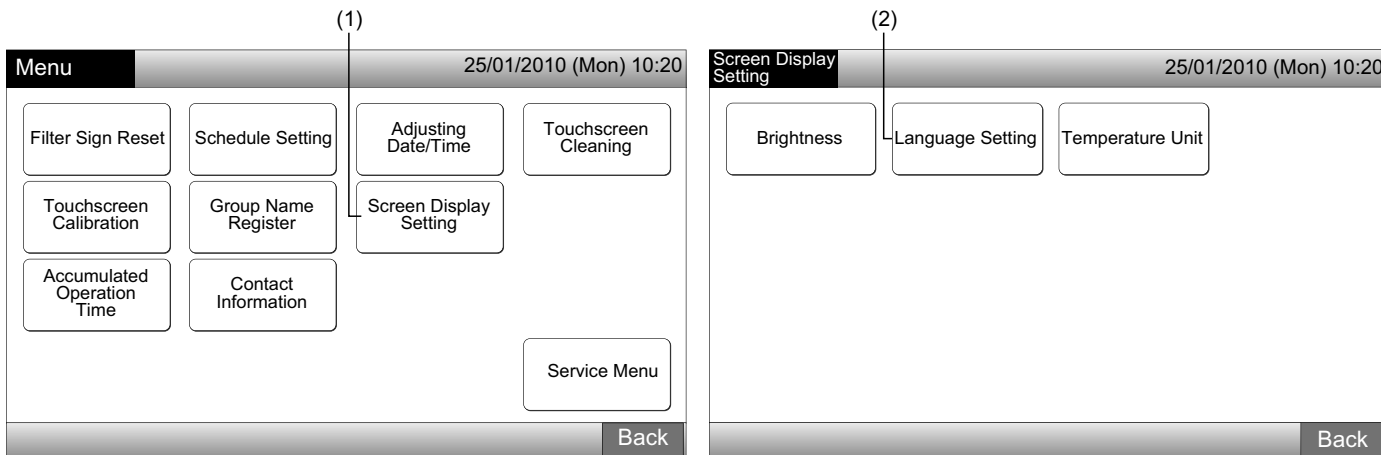 (1)
Menu
25/01/2010 (Mon) 10:20
Filter Sign Reset
Schedule Setting
Adjusting
Date/Time
Touchscreen
Cleaning
Touchscreen
Calibration
Group Name
Register
Screen Display
Setting
Accumulated
Operation
Time
Contact
Information
Service Menu
Back
(2)
Screen Display
Setting
25/01/2010 (Mon) 10:20
Brightness
Language Setting
Temperature Unit
Back